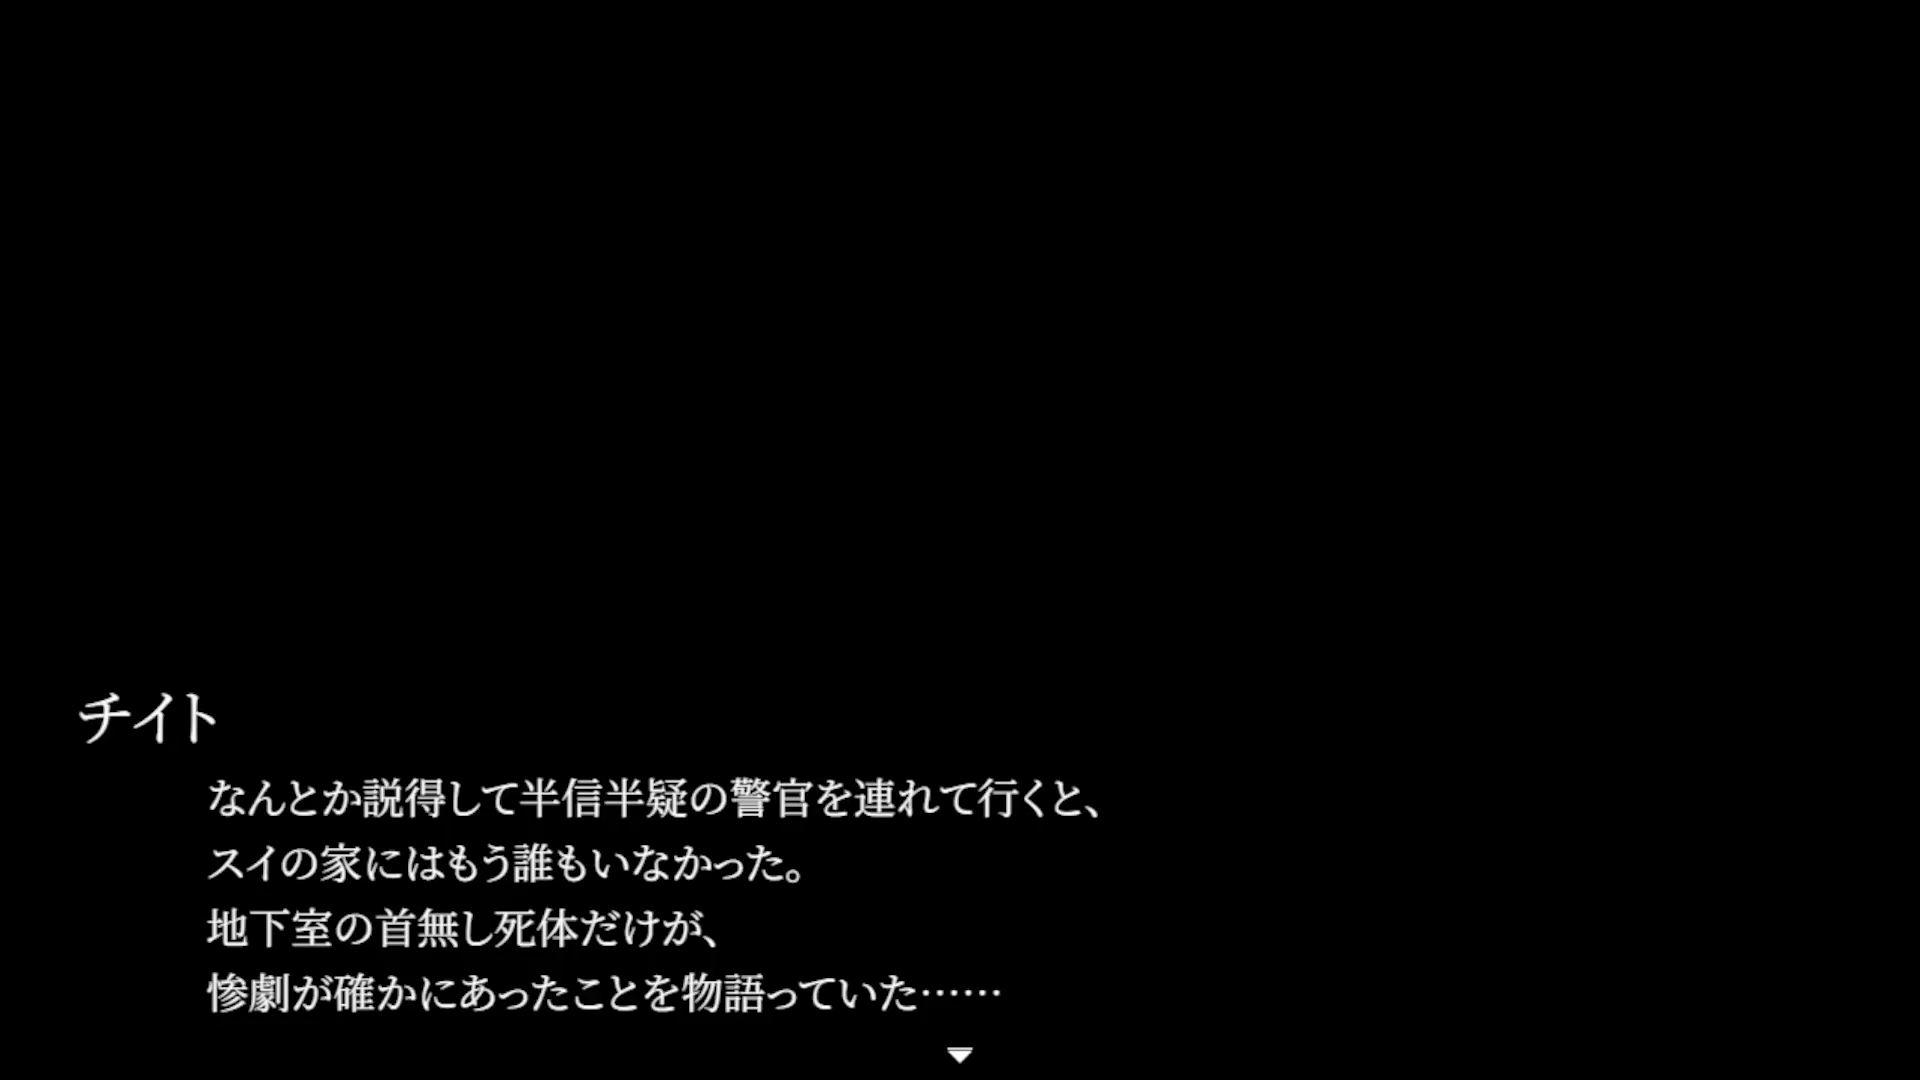 チイト
なんとか説得して半信半疑の警官を連れて行くと、
スイの家にはもう誰もいなかった。
地下室の首無し死体だけが、
惨劇が確かにあったことを物語っていた……